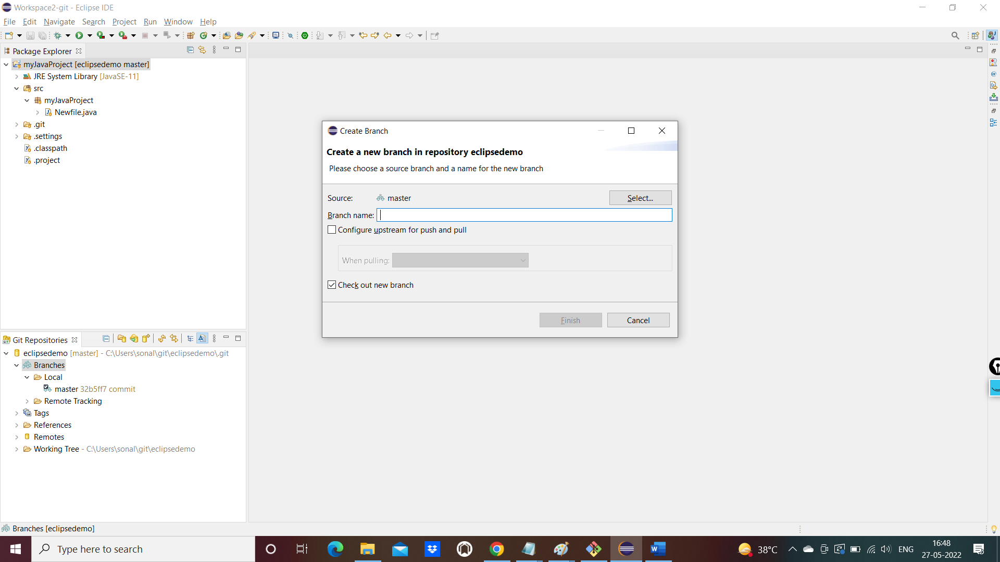 Workspace2-git - Eclipse IDE
File Edit Navigate Search Project Run Window Help
Package Explorer
myJavaProject [eclipsedemo master]
JRE System Library [JavaSE-11]
src
myJavaProject
Newfile.java
.git
.settings
.classpath
.project
Create Branch
Create a new branch in repository eclipsedemo
Please choose a source branch and a name for the new branch
Source: master Select...
Branch name:
Configure upstream for push and pull
When pulling:
Check out new branch
Finish Cancel
Git Repositories
eclipsedemo [master] - C:\Users\sonal\git\eclipsedemo\.git
Branches
Local
master 32b5ff7 commit
Remote Tracking
Tags
References
Remotes
Working Tree - C:\Users\sonal\git\eclipsedemo
Branches [eclipsedemo]
Type here to search
38°C
ENG
16:48
27-05-2022